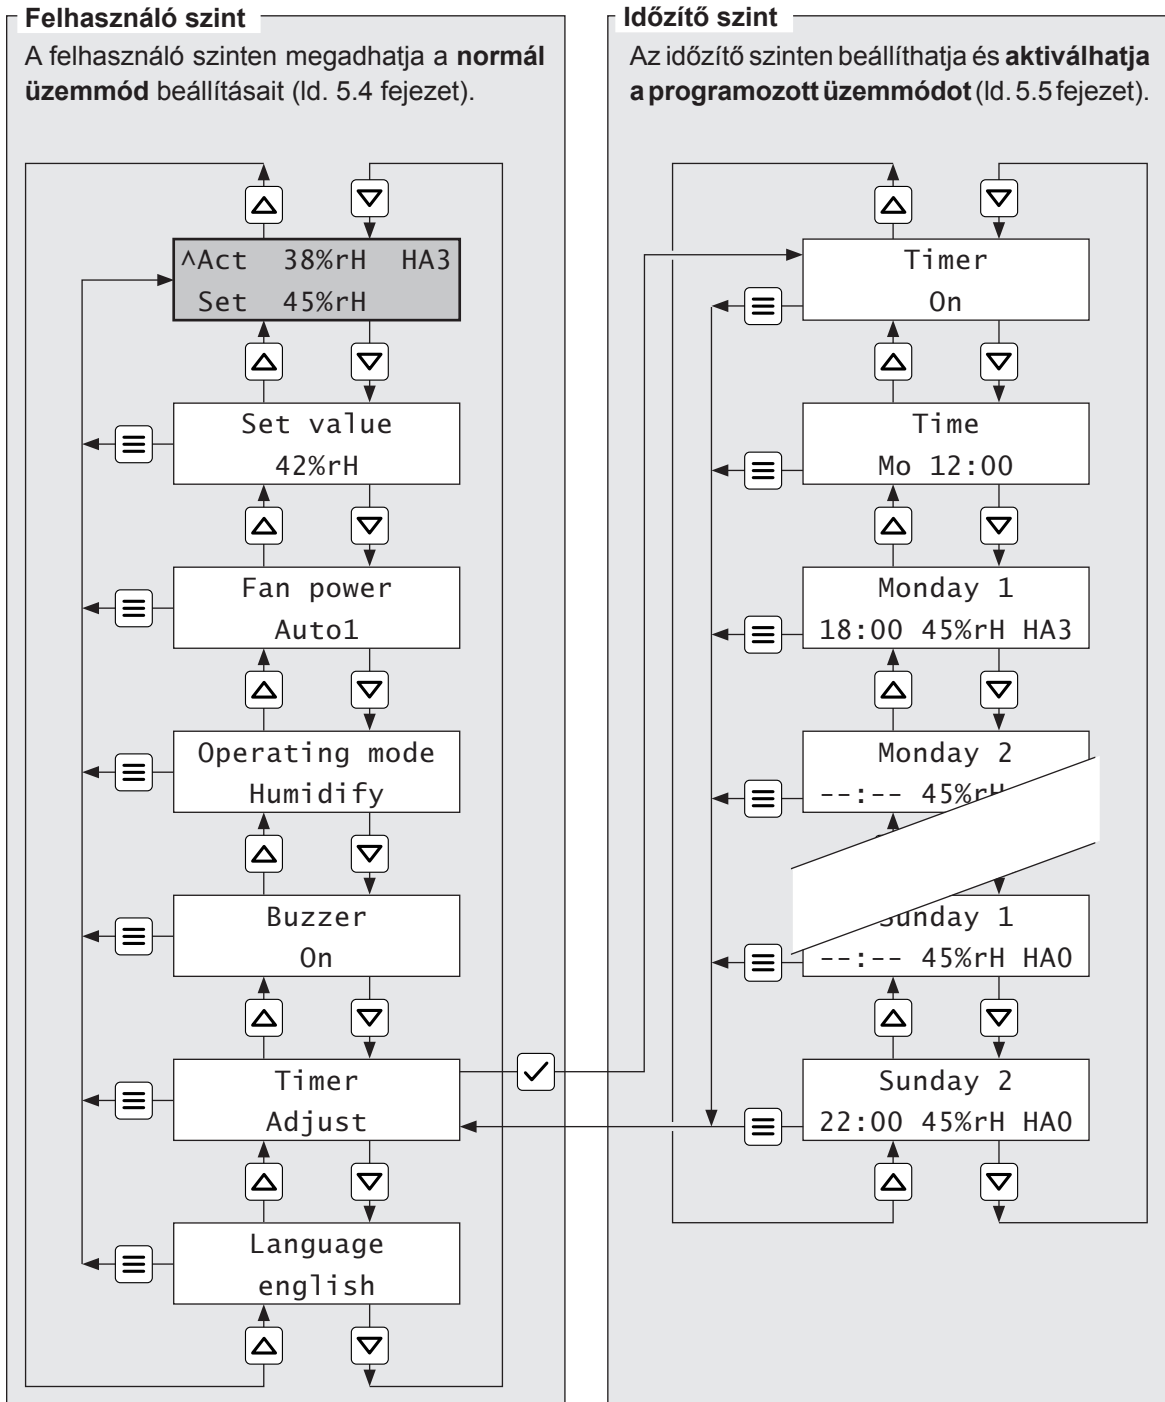 Felhasználó szint
A felhasználó szinten megadhatja a normál
üzemmód beállításait (ld. 5.4 fejezet).
^Act 38%rH HA3
Set 45%rH
Set value
42%rH
Fan power
Auto1
Operating mode
Humidify
Buzzer
On
Timer
Adjust
Language
english
Időzítő szint
Az időzítő szinten beállíthatja és aktiválhatja
a programozott üzemmódot (ld. 5.5 fejezet).
Timer
On
Time
Mo 12:00
Monday 1
18:00 45%rH HA3
Monday 2
--:-- 45%rH
Sunday 1
--:-- 45%rH HA0
Sunday 2
22:00 45%rH HA0